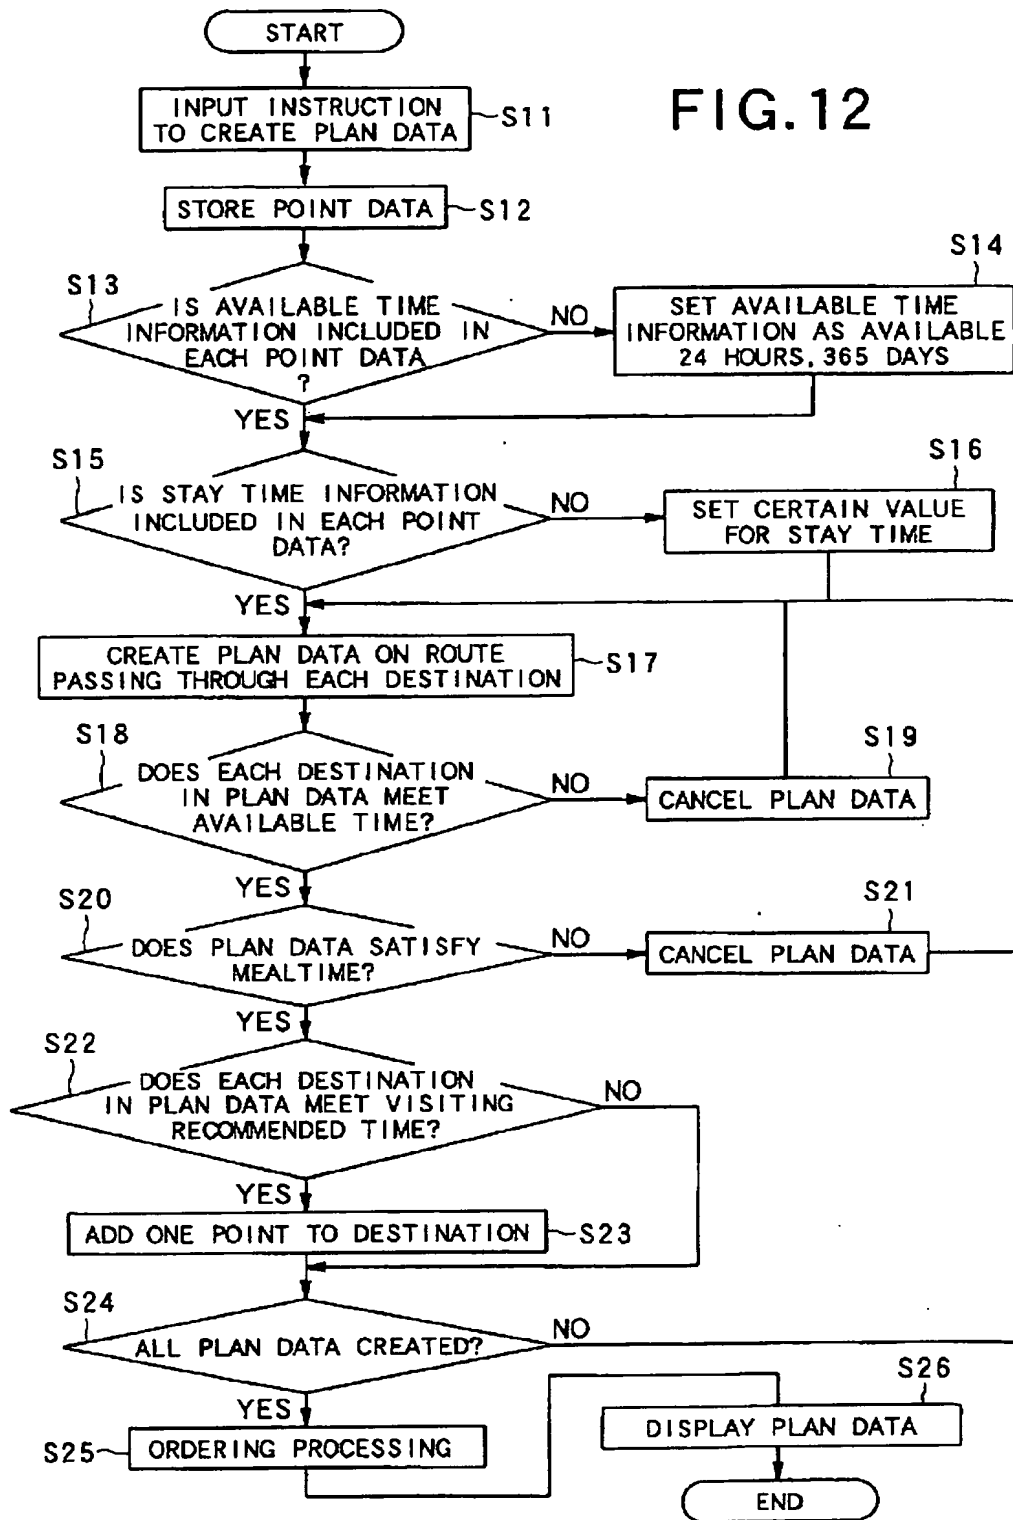 START
FIG.12
INPUT INSTRUCTION
TO CREATE PLAN DATA
S11
STORE POINT DATA
S12
S13
IS AVAILABLE TIME
INFORMATION INCLUDED IN
EACH POINT DATA
?
NO
YES
S14
SET AVAILABLE TIME
INFORMATION AS AVAILABLE
24 HOURS, 365 DAYS
S15
IS STAY TIME INFORMATION
INCLUDED IN EACH POINT
DATA?
NO
YES
S16
SET CERTAIN VALUE
FOR STAY TIME
CREATE PLAN DATA ON ROUTE
PASSING THROUGH EACH DESTINATION
S17
S18
DOES EACH DESTINATION
IN PLAN DATA MEET
AVAILABLE TIME?
NO
YES
S19
CANCEL PLAN DATA
S20
DOES PLAN DATA SATISFY
MEALTIME?
NO
YES
S21
CANCEL PLAN DATA
S22
DOES EACH DESTINATION
IN PLAN DATA MEET VISITING
RECOMMENDED TIME?
NO
YES
ADD ONE POINT TO DESTINATION
S23
S24
ALL PLAN DATA CREATED?
NO
YES
S25
ORDERING PROCESSING
S26
DISPLAY PLAN DATA
END